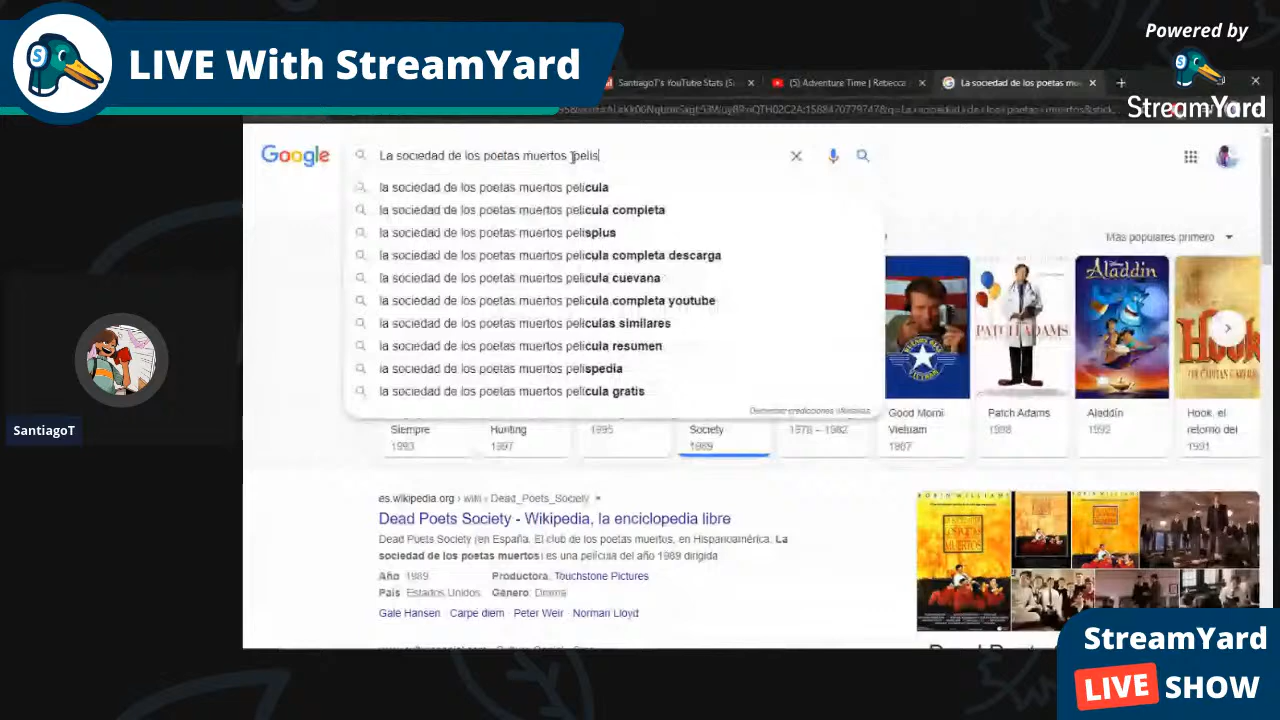 LIVE With StreamYard
Powered by
StreamYard
SantiagoT's YouTube Stats (S
(5) Adventure Time | Rebecca
La sociedad de los poetas mu
Google
La sociedad de los poetas muertos pelis
la sociedad de los poetas muertos pelicula
la sociedad de los poetas muertos pelicula completa
la sociedad de los poetas muertos pelisplus
la sociedad de los poetas muertos pelicula completa descarga
la sociedad de los poetas muertos pelicula cuevana
la sociedad de los poetas muertos pelicula completa youtube
la sociedad de los poetas muertos peliculas similares
la sociedad de los poetas muertos pelicula resumen
la sociedad de los poetas muertos pelispedia
la sociedad de los poetas muertos pelicula gratis
Más populares primero
PATCH ADAMS
Disney
Aladdin
HOOK
Siempre
1993
Hunting
1997
1995
Society
1989
1978 – 1982
Good Morni
Vietnam
1987
Patch Adams
1998
Aladdín
1992
Hook, el
retorno del
1991
es.wikipedia.org › wiki › Dead_Poets_Society
Dead Poets Society - Wikipedia, la enciclopedia libre
Dead Poets Society (en España, El club de los poetas muertos, en Hispanoamérica, La
sociedad de los poetas muertos) es una película del año 1989 dirigida
Año: 1989
Productora: Touchstone Pictures
País: Estados Unidos
Género: Drama
Gale Hansen · Carpe diem · Peter Weir · Norman Lloyd
ROBIN WILLIAMS
SantiagoT
StreamYard
LIVE SHOW